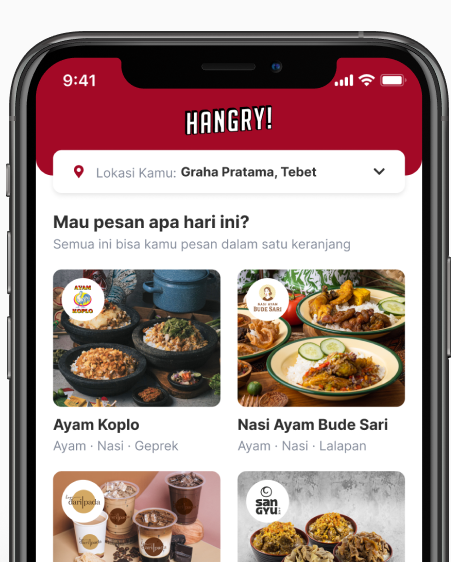 9:41
HANGRY!
Lokasi Kamu: Graha Pratama, Tebet
Mau pesan apa hari ini?
Semua ini bisa kamu pesan dalam satu keranjang
AYAM
KOPLO
NASI AYAM
BUDE SARI
Ayam Koplo
Ayam · Nasi · Geprek
Nasi Ayam Bude Sari
Ayam · Nasi · Lalapan
dari pada
san
GYU